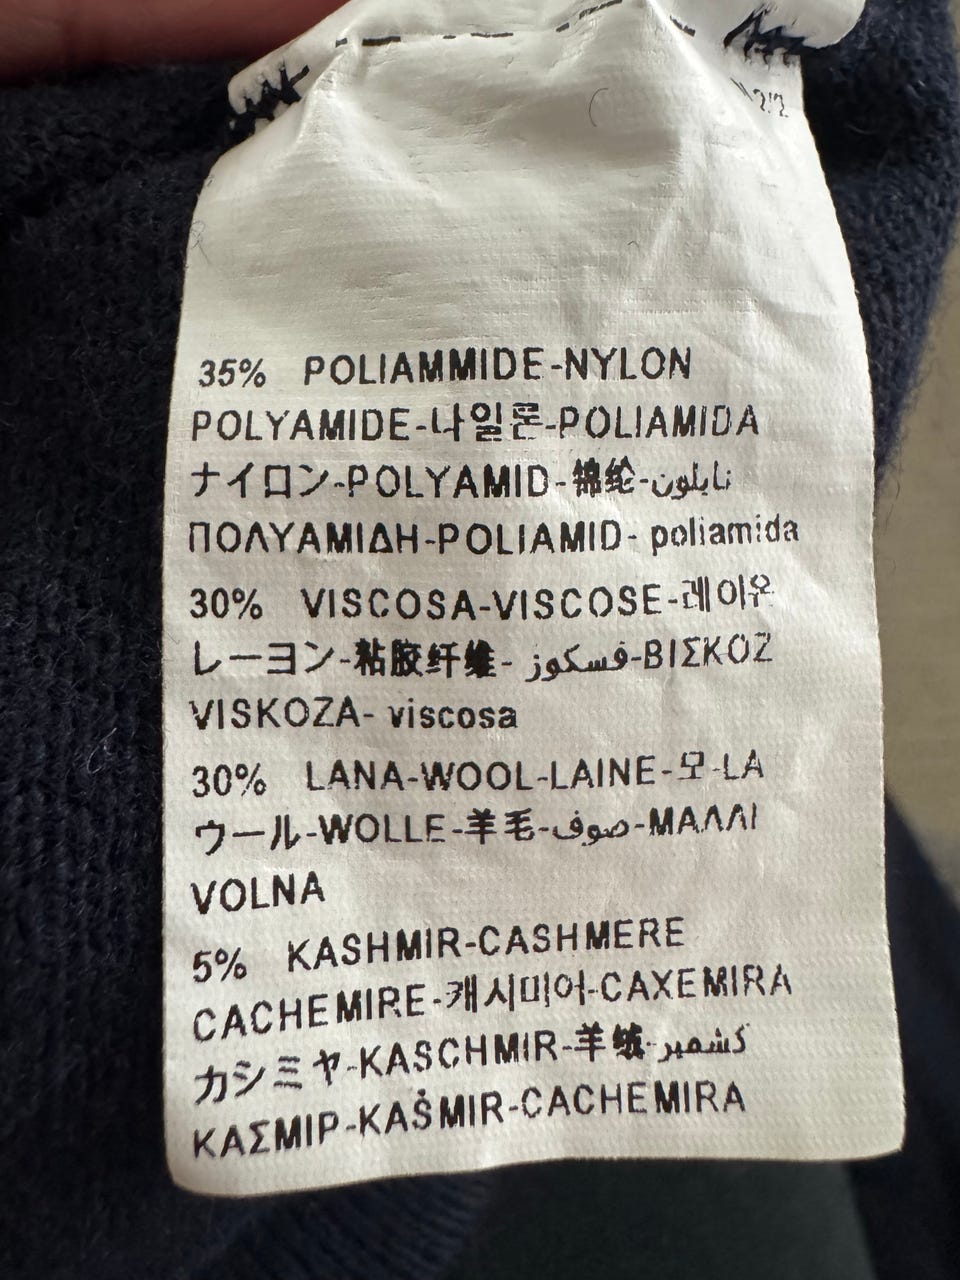 35% POLIAMMIDE-NYLON
POLYAMIDE-나일론-POLIAMIDA
ナイロン-POLYAMID-锦纶-نايلون
ΠΟΛΥΑΜΙΔΗ-POLIAMID- poliamida
30% VISCOSA-VISCOSE-레이온
レーヨン-粘胶纤维- فسكوز-ΒΙΣΚΟΖ
VISKOZA- viscosa
30% LANA-WOOL-LAINE-모-LA
ウール-WOLLE-羊毛-صوف-ΜΑΛΛΙ
VOLNA
5% KASHMIR-CASHMERE
CACHEMIRE-캐시미어-CAXEMIRA
カシミヤ-KASCHMIR-羊绒-كشمير
ΚΑΣΜΙΡ-KAŠMIR-CACHEMIRA